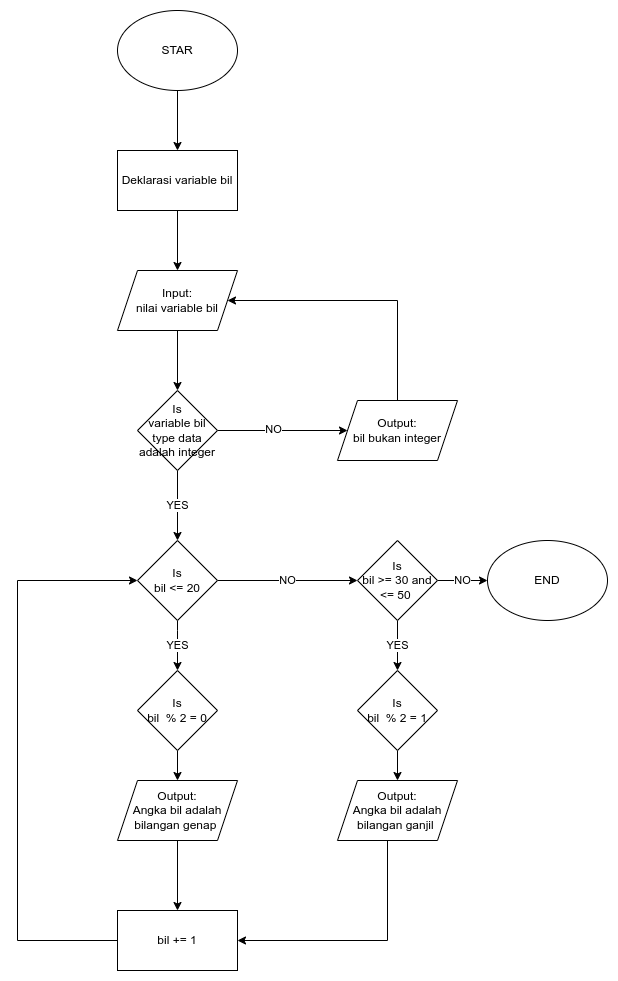 STAR
Deklarasi variable bil
Input:
nilai variable bil
Is
variable bil
type data
adalah integer
NO
Output:
bil bukan integer
YES
Is
bil <= 20
NO
Is
bil >= 30 and
<= 50
NO
END
YES
YES
Is
bil % 2 = 0
Is
bil % 2 = 1
Output:
Angka bil adalah
bilangan genap
Output:
Angka bil adalah
bilangan ganjil
bil += 1